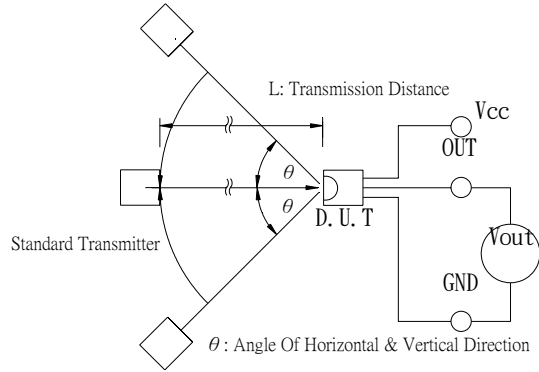 L: Transmission Distance
Vcc
OUT
θ
θ
D.U.T
Standard Transmitter
Vout
GND
θ : Angle Of Horizontal & Vertical Direction